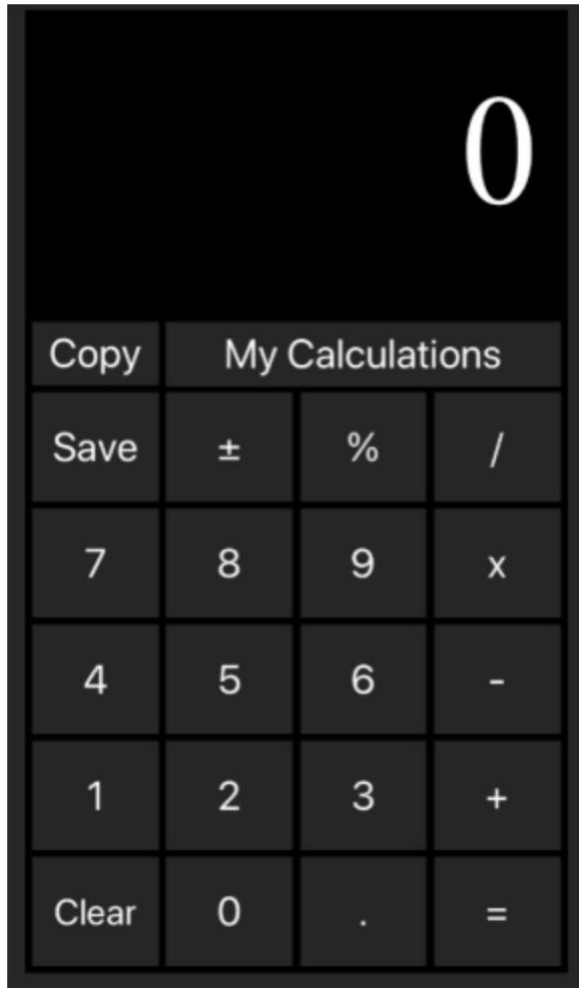 0
Copy My Calculations
Save ± % /
7 8 9 x
4 5 6 -
1 2 3 +
Clear 0 . =